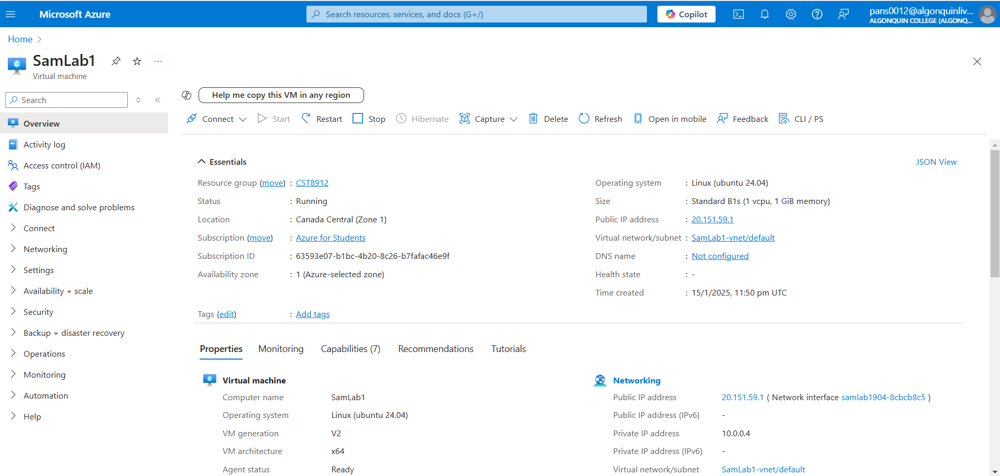 Microsoft Azure
Search resources, services, and docs (G+/)
Copilot
pans0012@algonquinliv...
ALGONQUIN COLLEGE (ALGONQ...
Home
SamLab1
Virtual machine
Search
Overview
Activity log
Access control (IAM)
Tags
Diagnose and solve problems
Connect
Networking
Settings
Availability + scale
Security
Backup + disaster recovery
Operations
Monitoring
Automation
Help
Help me copy this VM in any region
Connect Start Restart Stop Hibernate Capture Delete Refresh Open in mobile Feedback CLI / PS
Essentials
JSON View
Resource group (move) : CST8912
Status : Running
Location : Canada Central (Zone 1)
Subscription (move) : Azure for Students
Subscription ID : 63593e07-b1bc-4b20-8c26-b7fafac46e9f
Availability zone : 1 (Azure-selected zone)
Operating system : Linux (ubuntu 24.04)
Size : Standard B1s (1 vcpu, 1 GiB memory)
Public IP address : 20.151.59.1
Virtual network/subnet : SamLab1-vnet/default
DNS name : Not configured
Health state : -
Time created : 15/1/2025, 11:50 pm UTC
Tags (edit) : Add tags
Properties Monitoring Capabilities (7) Recommendations Tutorials
Virtual machine
Computer name SamLab1
Operating system Linux (ubuntu 24.04)
VM generation V2
VM architecture x64
Agent status Ready
Networking
Public IP address 20.151.59.1 ( Network interface samlab1904-8cbcb8c5 )
Public IP address (IPv6) -
Private IP address 10.0.0.4
Private IP address (IPv6) -
Virtual network/subnet SamLab1-vnet/default